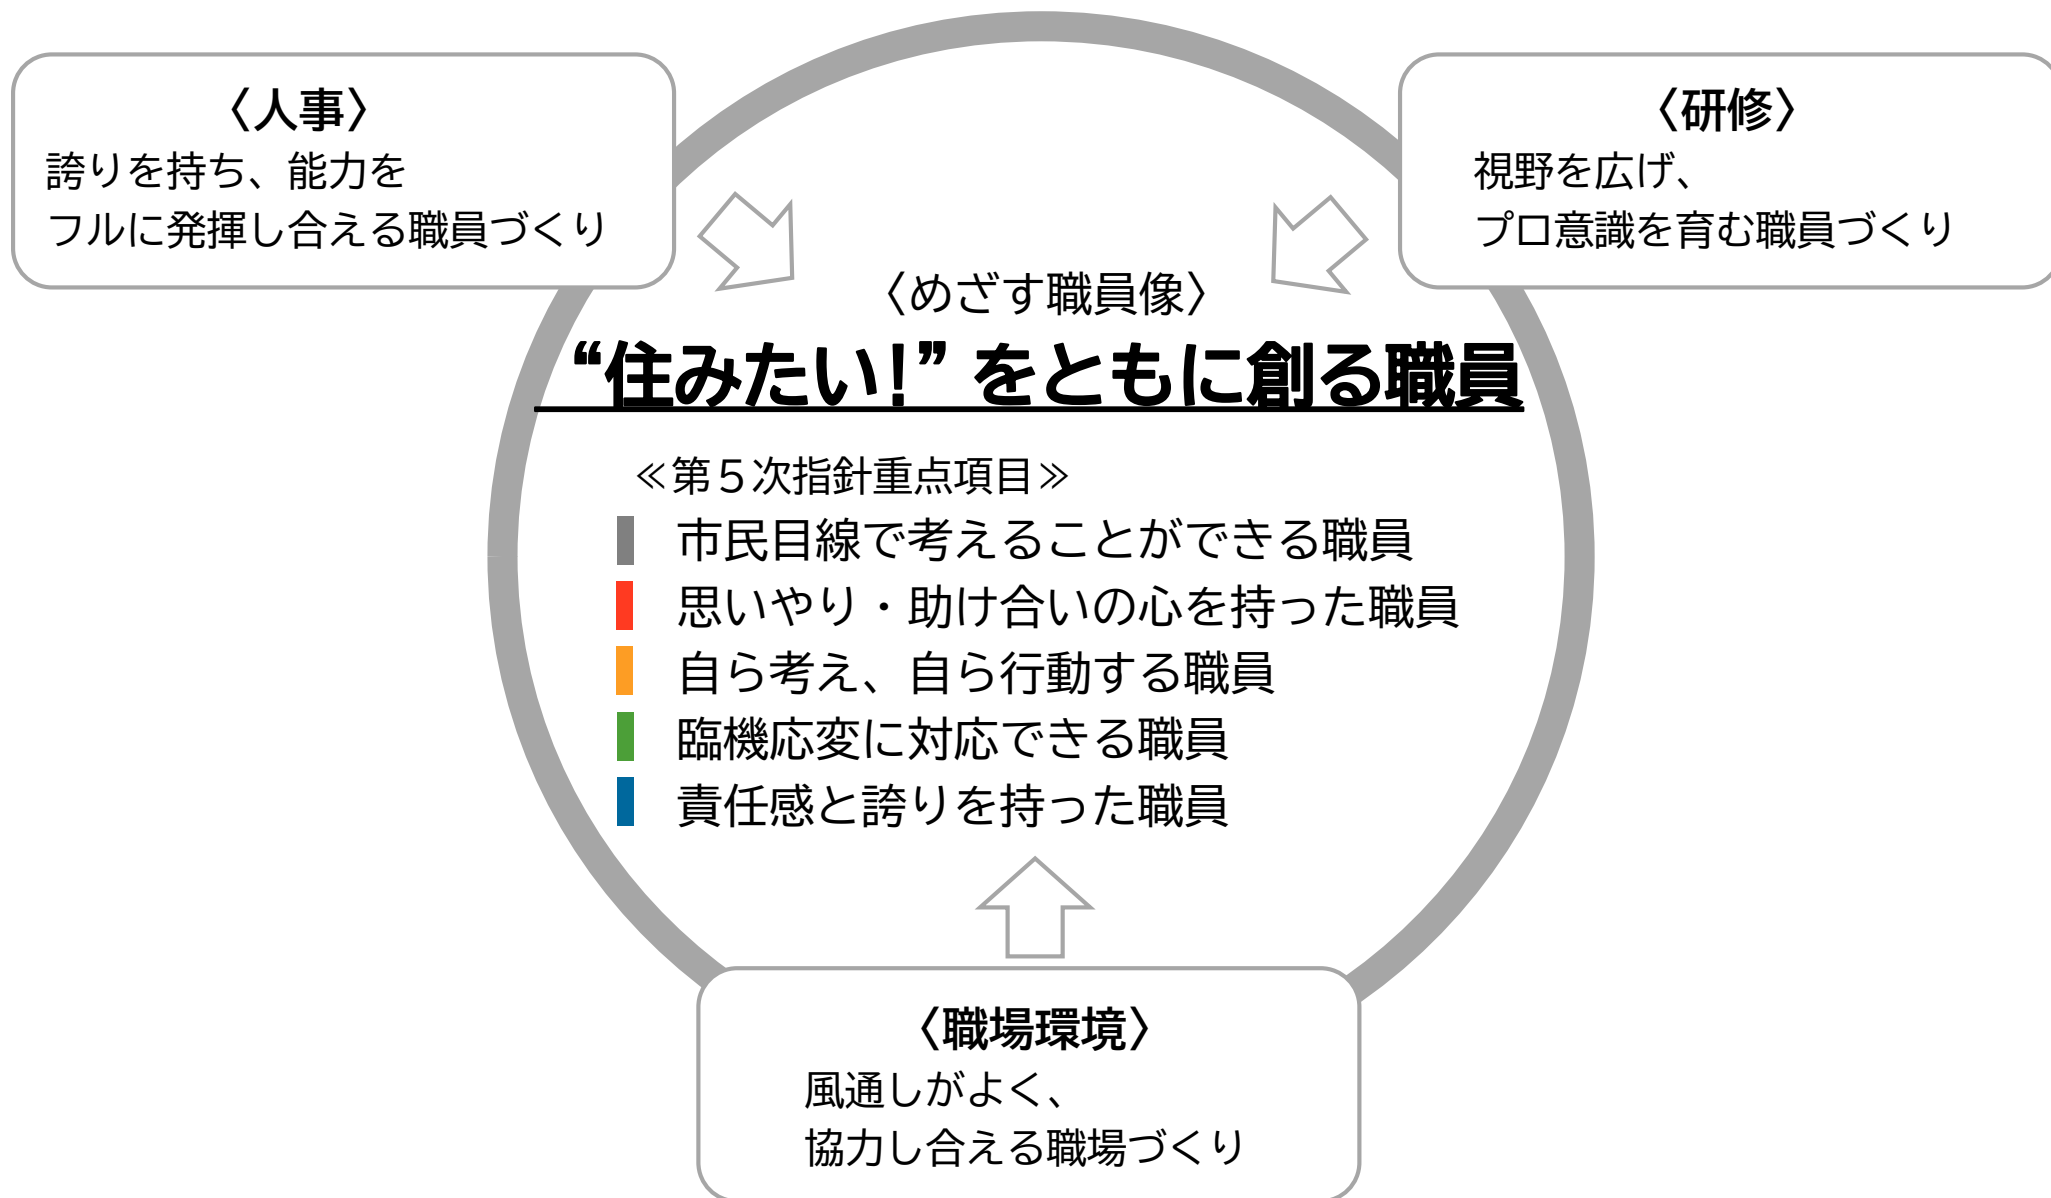 〈人事〉
誇りを持ち、能力を
フルに発揮し合える職員づくり
〈研修〉
視野を広げ、
プロ意識を育む職員づくり
〈めざす職員像〉
“住みたい!”をともに創る職員
≪第５次指針重点項目≫
市民目線で考えることができる職員
思いやり・助け合いの心を持った職員
自ら考え、自ら行動する職員
臨機応変に対応できる職員
責任感と誇りを持った職員
〈職場環境〉
風通しがよく、
協力し合える職場づくり